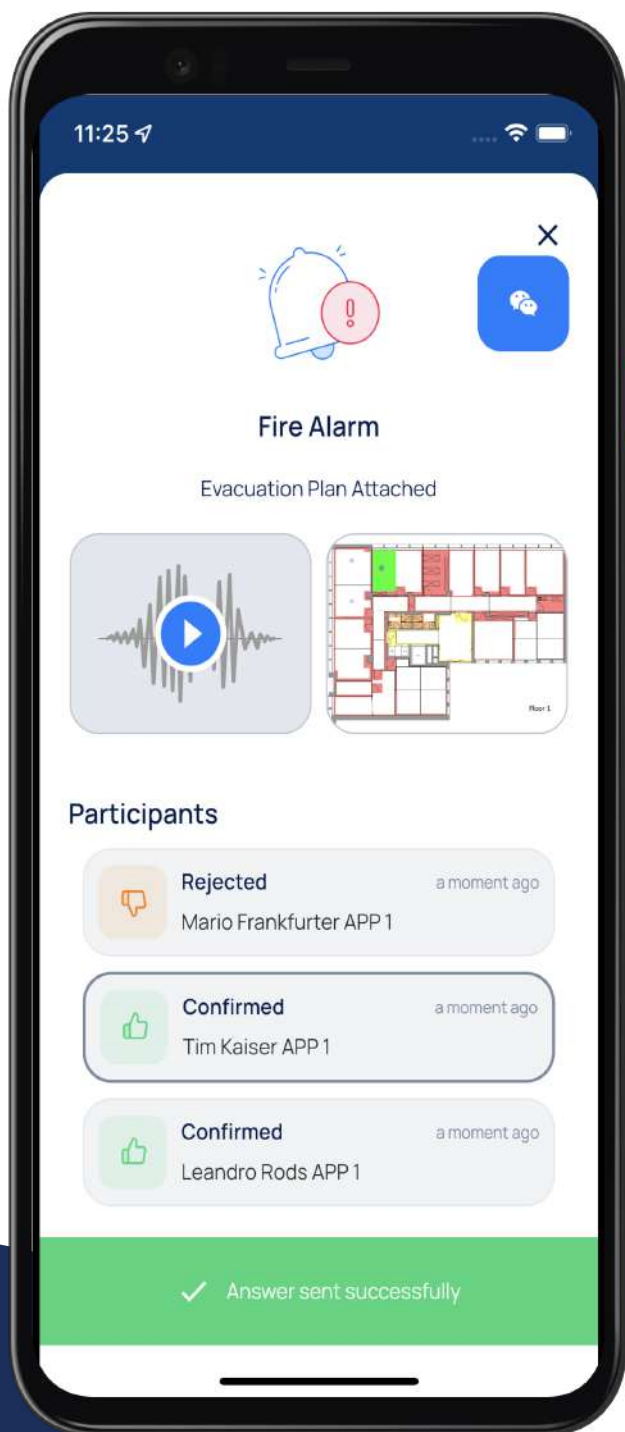 11:25
Fire Alarm
Evacuation Plan Attached
Floor 1
Participants
Rejected a moment ago
Mario Frankfurter APP 1
Confirmed a moment ago
Tim Kaiser APP 1
Confirmed a moment ago
Leandro Rods APP 1
Answer sent successfully